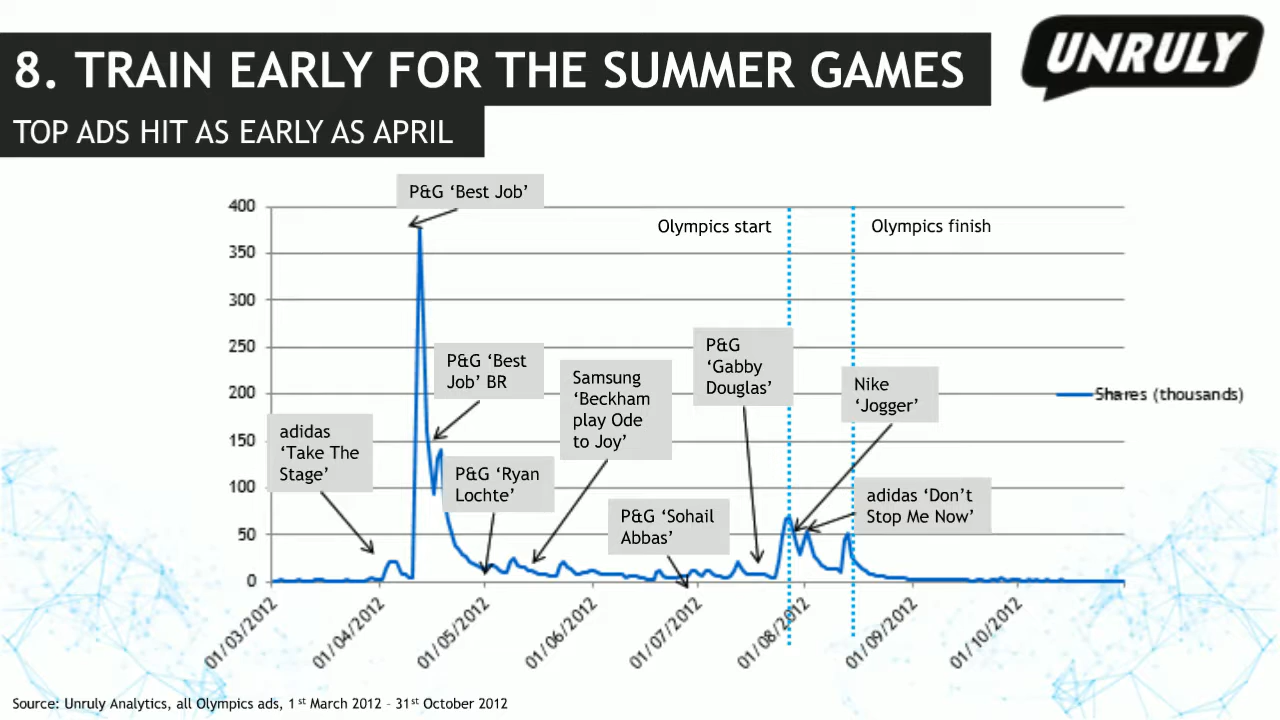 8. TRAIN EARLY FOR THE SUMMER GAMES
UNRULY
TOP ADS HIT AS EARLY AS APRIL
P&G ‘Best Job’
400
350
300
250
200
150
100
50
0
Olympics start
Olympics finish
P&G ‘Best
Job’ BR
Samsung
‘Beckham
play Ode
to Joy’
P&G
‘Gabby
Douglas’
Nike
‘Jogger’
Shares (thousands)
adidas
‘Take The
Stage’
P&G ‘Ryan
Lochte’
P&G ‘Sohail
Abbas’
adidas ‘Don’t
Stop Me Now’
01/03/2012
01/04/2012
01/05/2012
01/06/2012
01/07/2012
01/08/2012
01/09/2012
01/10/2012
Source: Unruly Analytics, all Olympics ads, 1st March 2012 – 31st October 2012